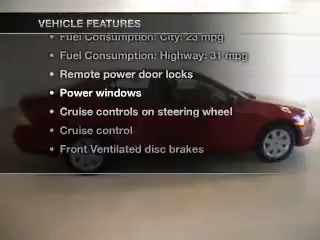 VEHICLE FEATURES
• Fuel Consumption: City: 23 mpg
• Fuel Consumption: Highway: 31 mpg
• Remote power door locks
• Power windows
• Cruise controls on steering wheel
• Cruise control
• Front Ventilated disc brakes